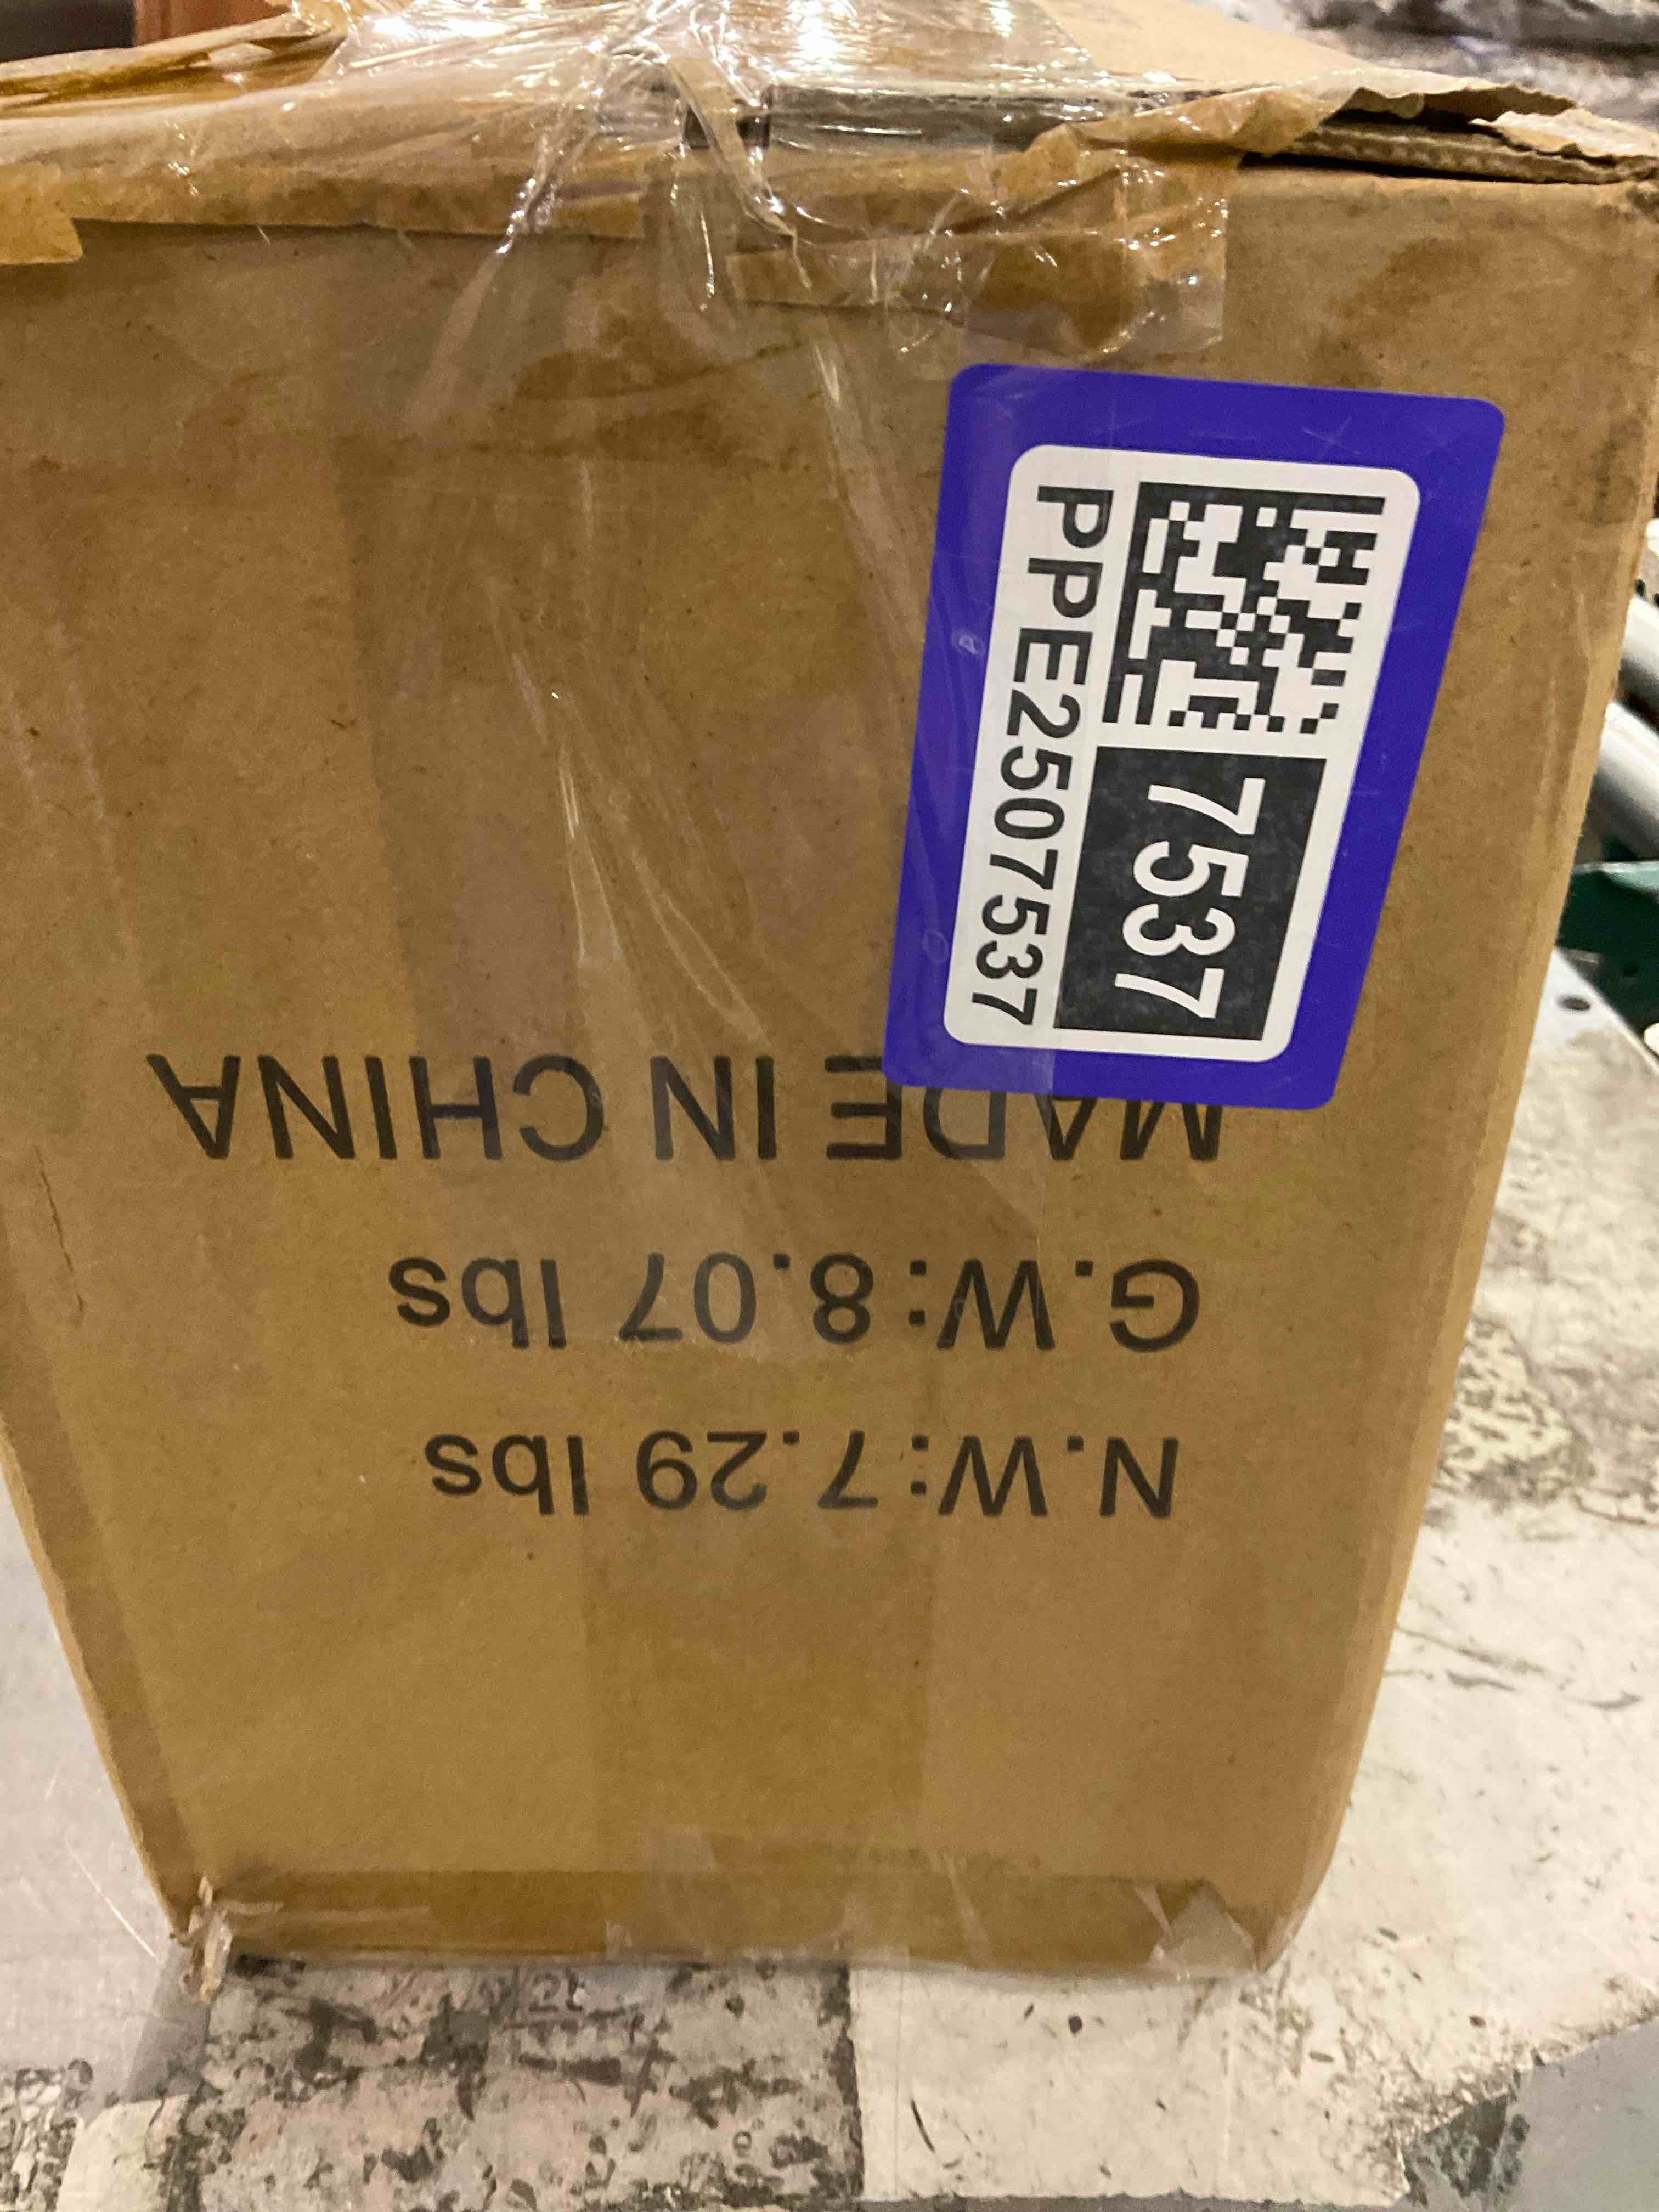 PPE2507537
7537
N.W:7.29 lbs
G.W:8.07 lbs
MADE IN CHINA